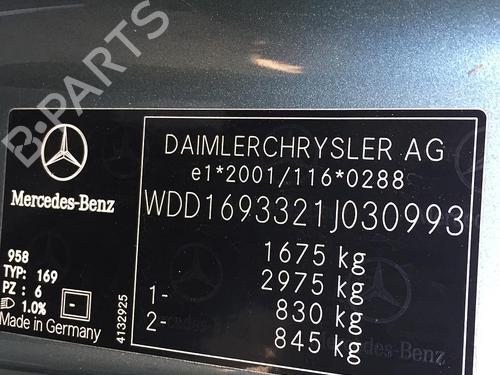 B-PARTS
DAIMLERCHRYSLER AG
e1*2001/116*0288
WDD1693321J030993
1675 kg
2975 kg
1- 830 kg
2- 845 kg
Mercedes-Benz
958
TYP: 169
PZ : 6
1.0% -
Made in Germany
4132925